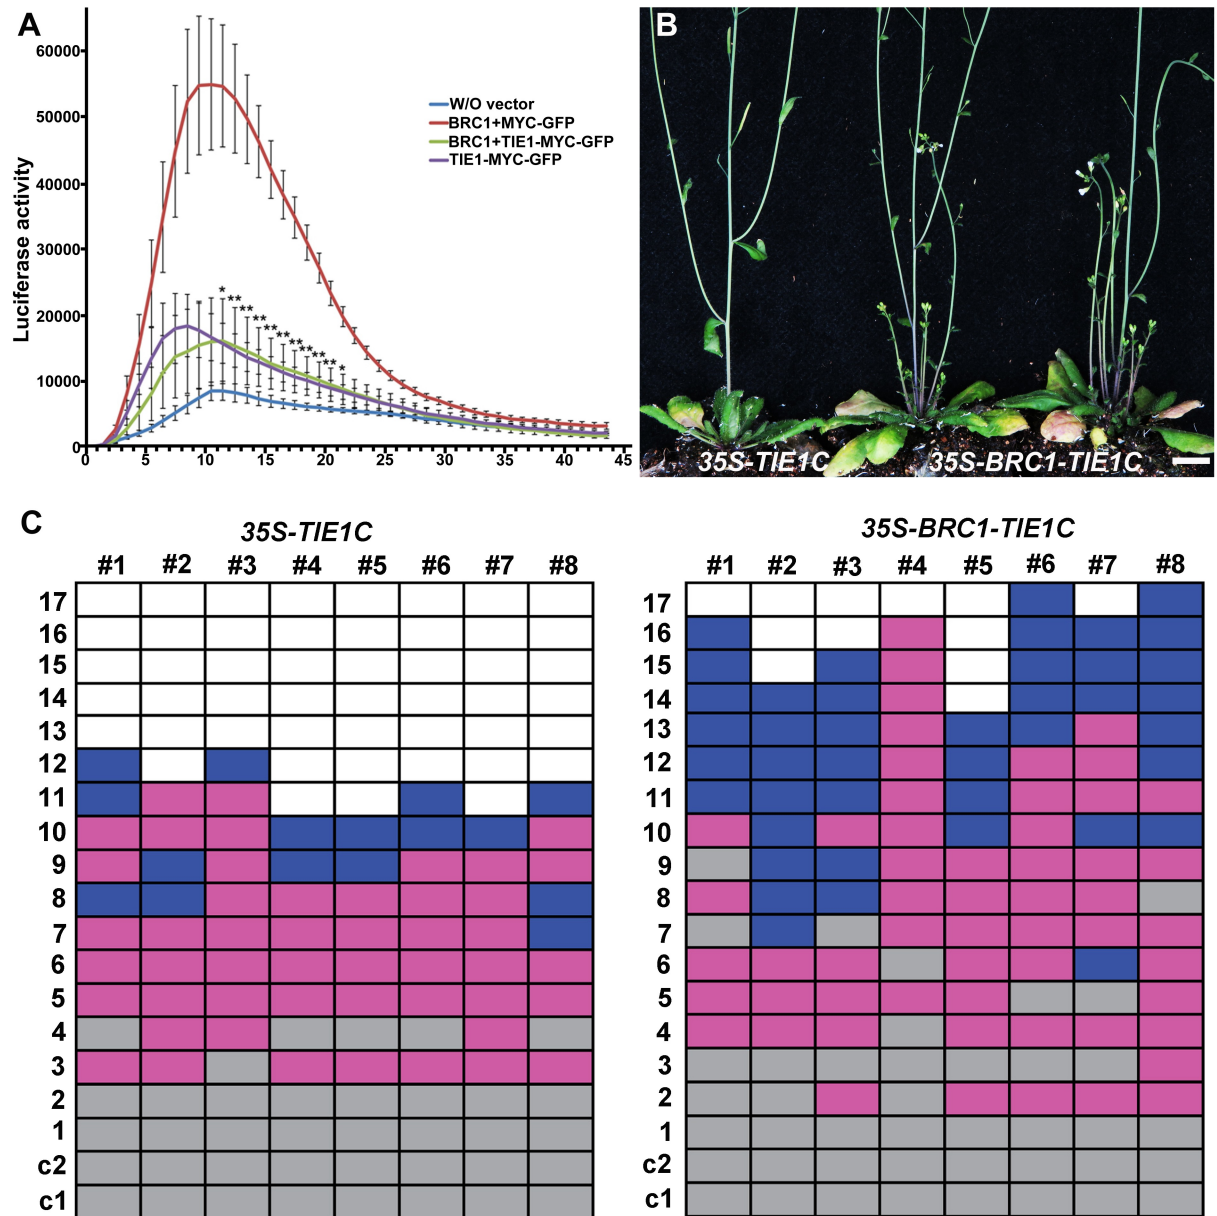 A
60000
50000
40000
30000
20000
10000
0
Luciferase activity
W/O vector
BRC1+MYC-GFP
BRC1+TIE1-MYC-GFP
TIE1-MYC-GFP
* ** ** ** ** ** ** ** ** ** *
0 5 10 15 20 25 30 35 40 45
B
35S-TIE1C
35S-BRC1-TIE1C
C
35S-TIE1C
#1 #2 #3 #4 #5 #6 #7 #8
17
16
15
14
13
12
11
10
9
8
7
6
5
4
3
2
1
c2
c1
35S-BRC1-TIE1C
#1 #2 #3 #4 #5 #6 #7 #8
17
16
15
14
13
12
11
10
9
8
7
6
5
4
3
2
1
c2
c1